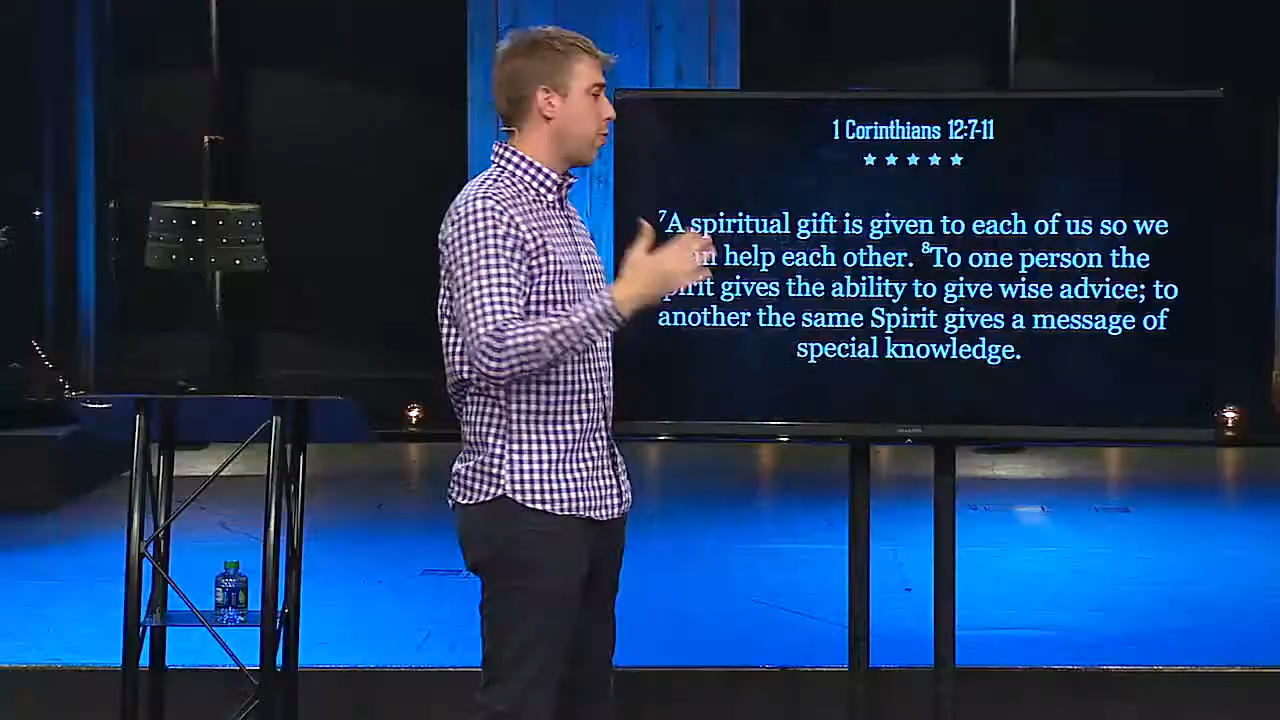 1 Corinthians 12:7-11
⁷A spiritual gift is given to each of us so we
help each other. ⁸To one person the
gives the ability to give wise advice; to
another the same Spirit gives a message of
special knowledge.